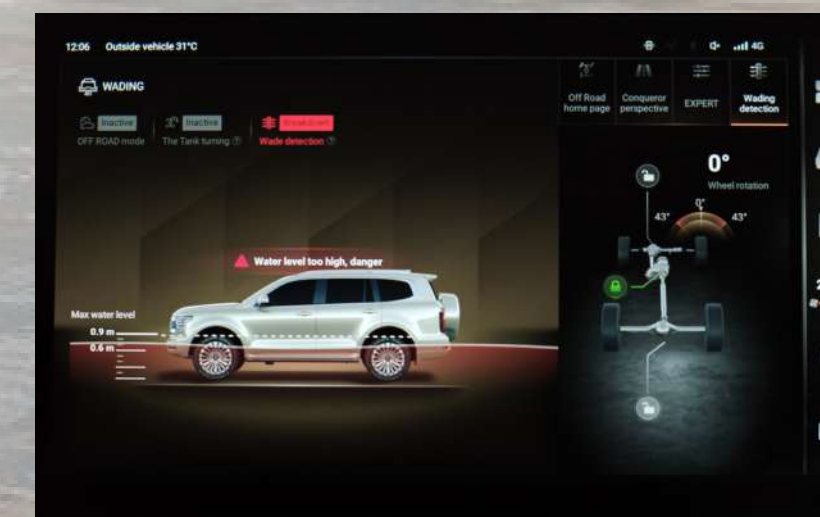 12:06 Outside vehicle 31°C
4G
WADING
Inactive
OFF ROAD mode
Inactive
The Tank turning
Breakdown
Wade detection
Off Road
home page
Conqueror
perspective
EXPERT
Wading
detection
0°
Wheel rotation
43° 0° 43°
Water level too high, danger
Max water level
0.9 m
0.6 m